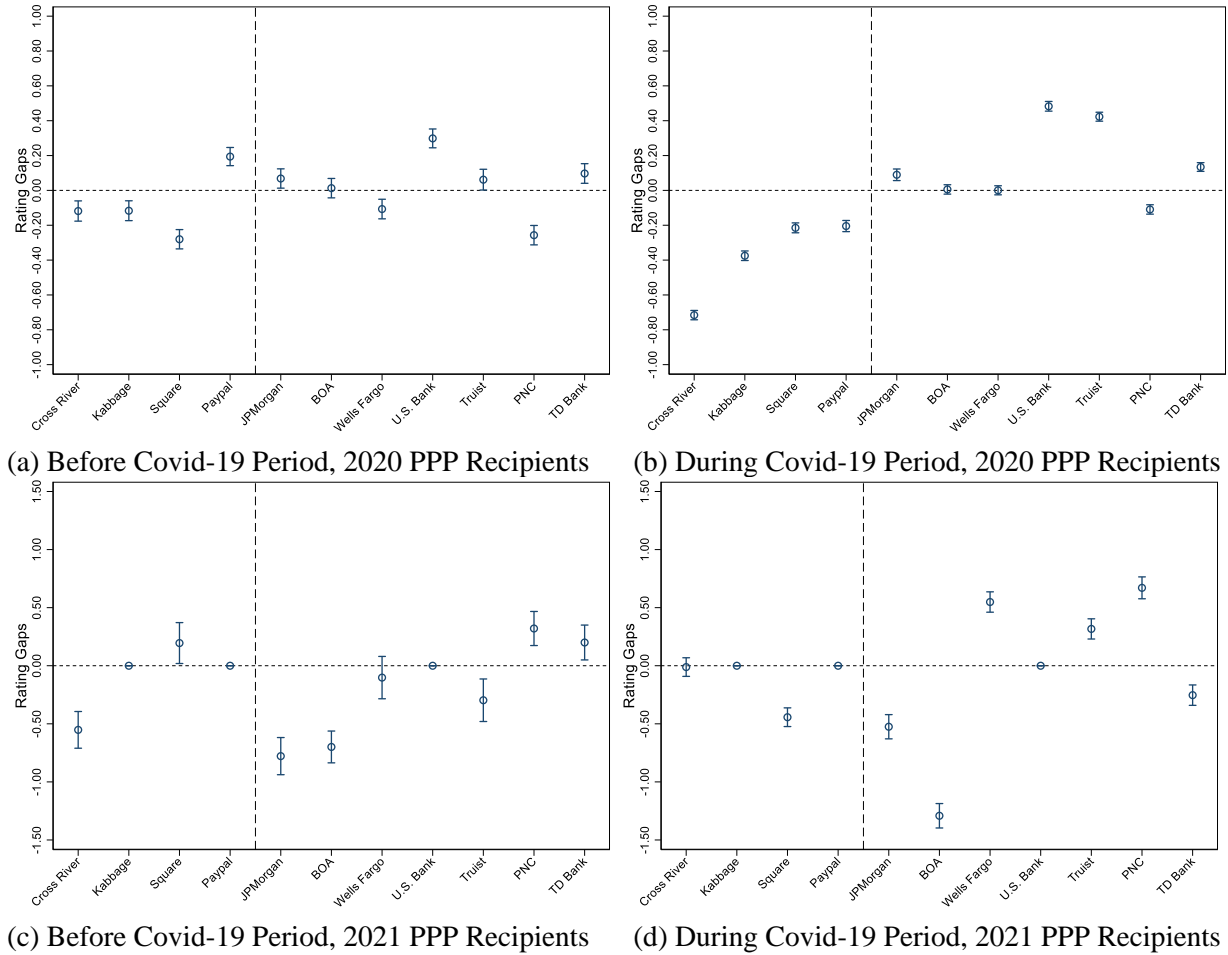 1.00
0.80
0.60
0.40
0.20
0.00
-0.20
-0.40
-0.60
-0.80
-1.00
Rating Gaps
Cross River
Kabbage
Square
Paypal
JPMorgan
BOA
Wells Fargo
U.S. Bank
Truist
PNC
TD Bank
(a) Before Covid-19 Period, 2020 PPP Recipients
1.00
0.80
0.60
0.40
0.20
0.00
-0.20
-0.40
-0.60
-0.80
-1.00
Rating Gaps
Cross River
Kabbage
Square
Paypal
JPMorgan
BOA
Wells Fargo
U.S. Bank
Truist
PNC
TD Bank
(b) During Covid-19 Period, 2020 PPP Recipients
1.50
1.00
0.50
0.00
-0.50
-1.00
-1.50
Rating Gaps
Cross River
Kabbage
Square
Paypal
JPMorgan
BOA
Wells Fargo
U.S. Bank
Truist
PNC
TD Bank
(c) Before Covid-19 Period, 2021 PPP Recipients
1.50
1.00
0.50
0.00
-0.50
-1.00
-1.50
Rating Gaps
Cross River
Kabbage
Square
Paypal
JPMorgan
BOA
Wells Fargo
U.S. Bank
Truist
PNC
TD Bank
(d) During Covid-19 Period, 2021 PPP Recipients